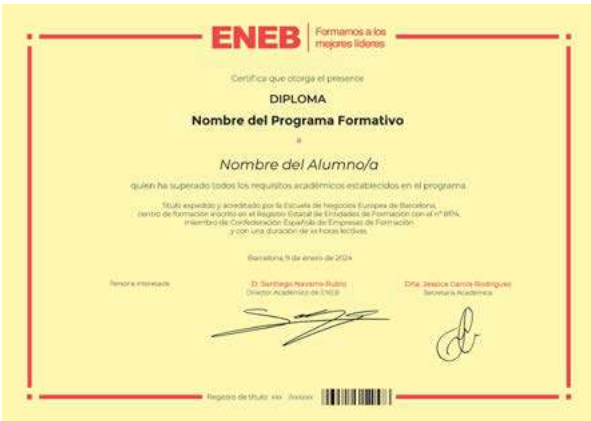 ENEB
Formamos a los
mejores líderes
Certifica que otorga el presente
DIPLOMA
Nombre del Programa Formativo
a
Nombre del Alumno/a
quien ha superado todos los requisitos académicos establecidos en el programa.
Título expedido y acreditado por la Escuela de Negocios Europea de Barcelona,
centro de formación inscrito en el Registro Estatal de Entidades de Formación con el nº
miembro de Confederación Española de Empresas de Formación
y con una duración de xx horas lectivas
Barcelona, 9 de enero de 2024
Persona interesada
D. Santiago Navarro Rubio
Director Académico de ENEB
Dña. Jessica García Rodríguez
Secretaria Académica
Registro de título